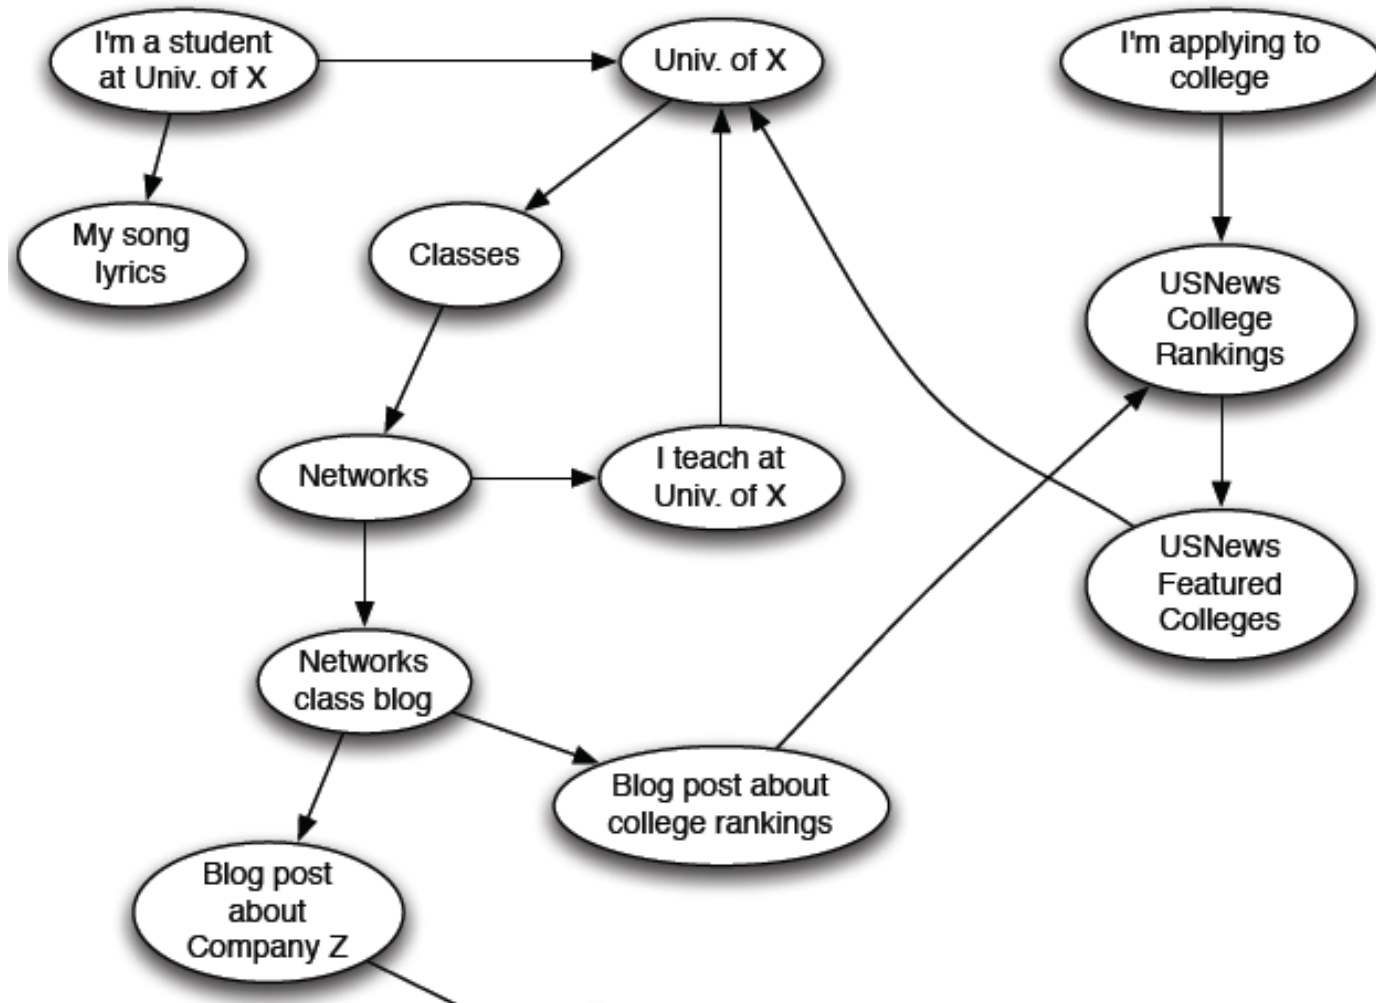 I'm a student
at Univ. of X
Univ. of X
I'm applying to
college
My song
lyrics
Classes
USNews
College
Rankings
Networks
I teach at
Univ. of X
USNews
Featured
Colleges
Networks
class blog
Blog post about
college rankings
Blog post
about
Company Z